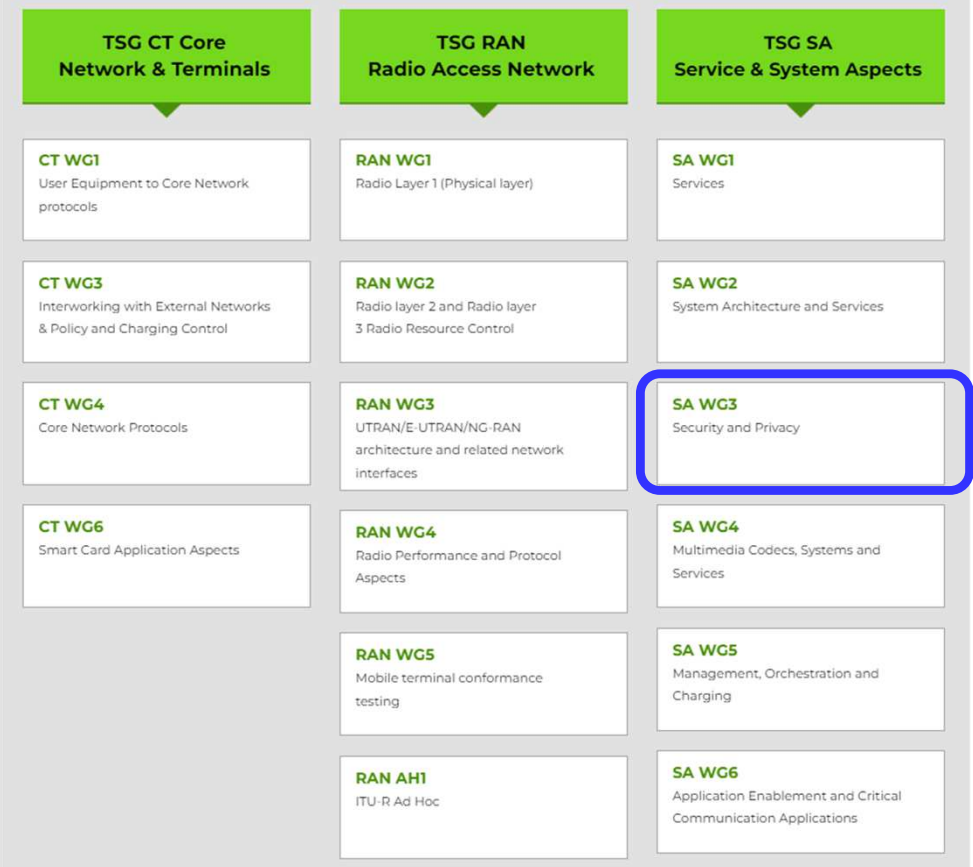 TSG CT Core
Network & Terminals
CT WG1
User Equipment to Core Network
protocols
CT WG3
Interworking with External Networks
& Policy and Charging Control
CT WG4
Core Network Protocols
CT WG6
Smart Card Application Aspects
TSG RAN
Radio Access Network
RAN WG1
Radio Layer 1 (Physical layer)
RAN WG2
Radio layer 2 and Radio layer
3 Radio Resource Control
RAN WG3
UTRAN/E-UTRAN/NG-RAN
architecture and related network
interfaces
RAN WG4
Radio Performance and Protocol
Aspects
RAN WG5
Mobile terminal conformance
testing
RAN AH1
ITU-R Ad Hoc
TSG SA
Service & System Aspects
SA WG1
Services
SA WG2
System Architecture and Services
SA WG3
Security and Privacy
SA WG4
Multimedia Codecs, Systems and
Services
SA WG5
Management, Orchestration and
Charging
SA WG6
Application Enablement and Critical
Communication Applications